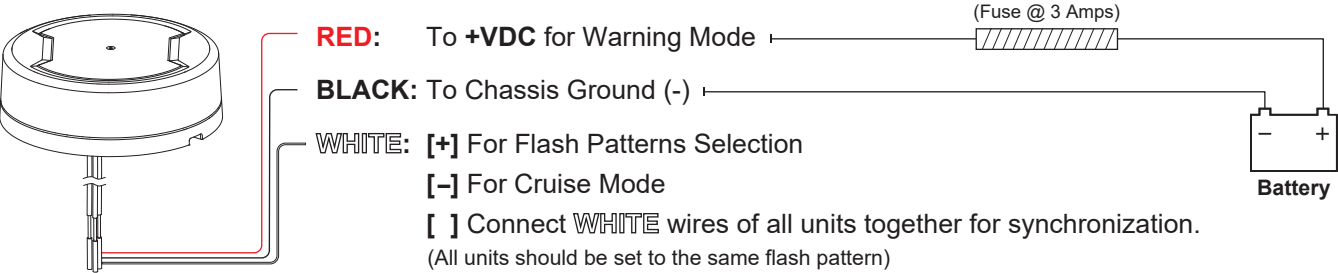 (Fuse @ 3 Amps)
RED: To +VDC for Warning Mode
BLACK: To Chassis Ground (-)
WHITE: [+] For Flash Patterns Selection
[–] For Cruise Mode
[ ] Connect WHITE wires of all units together for synchronization.
(All units should be set to the same flash pattern)
– +
Battery